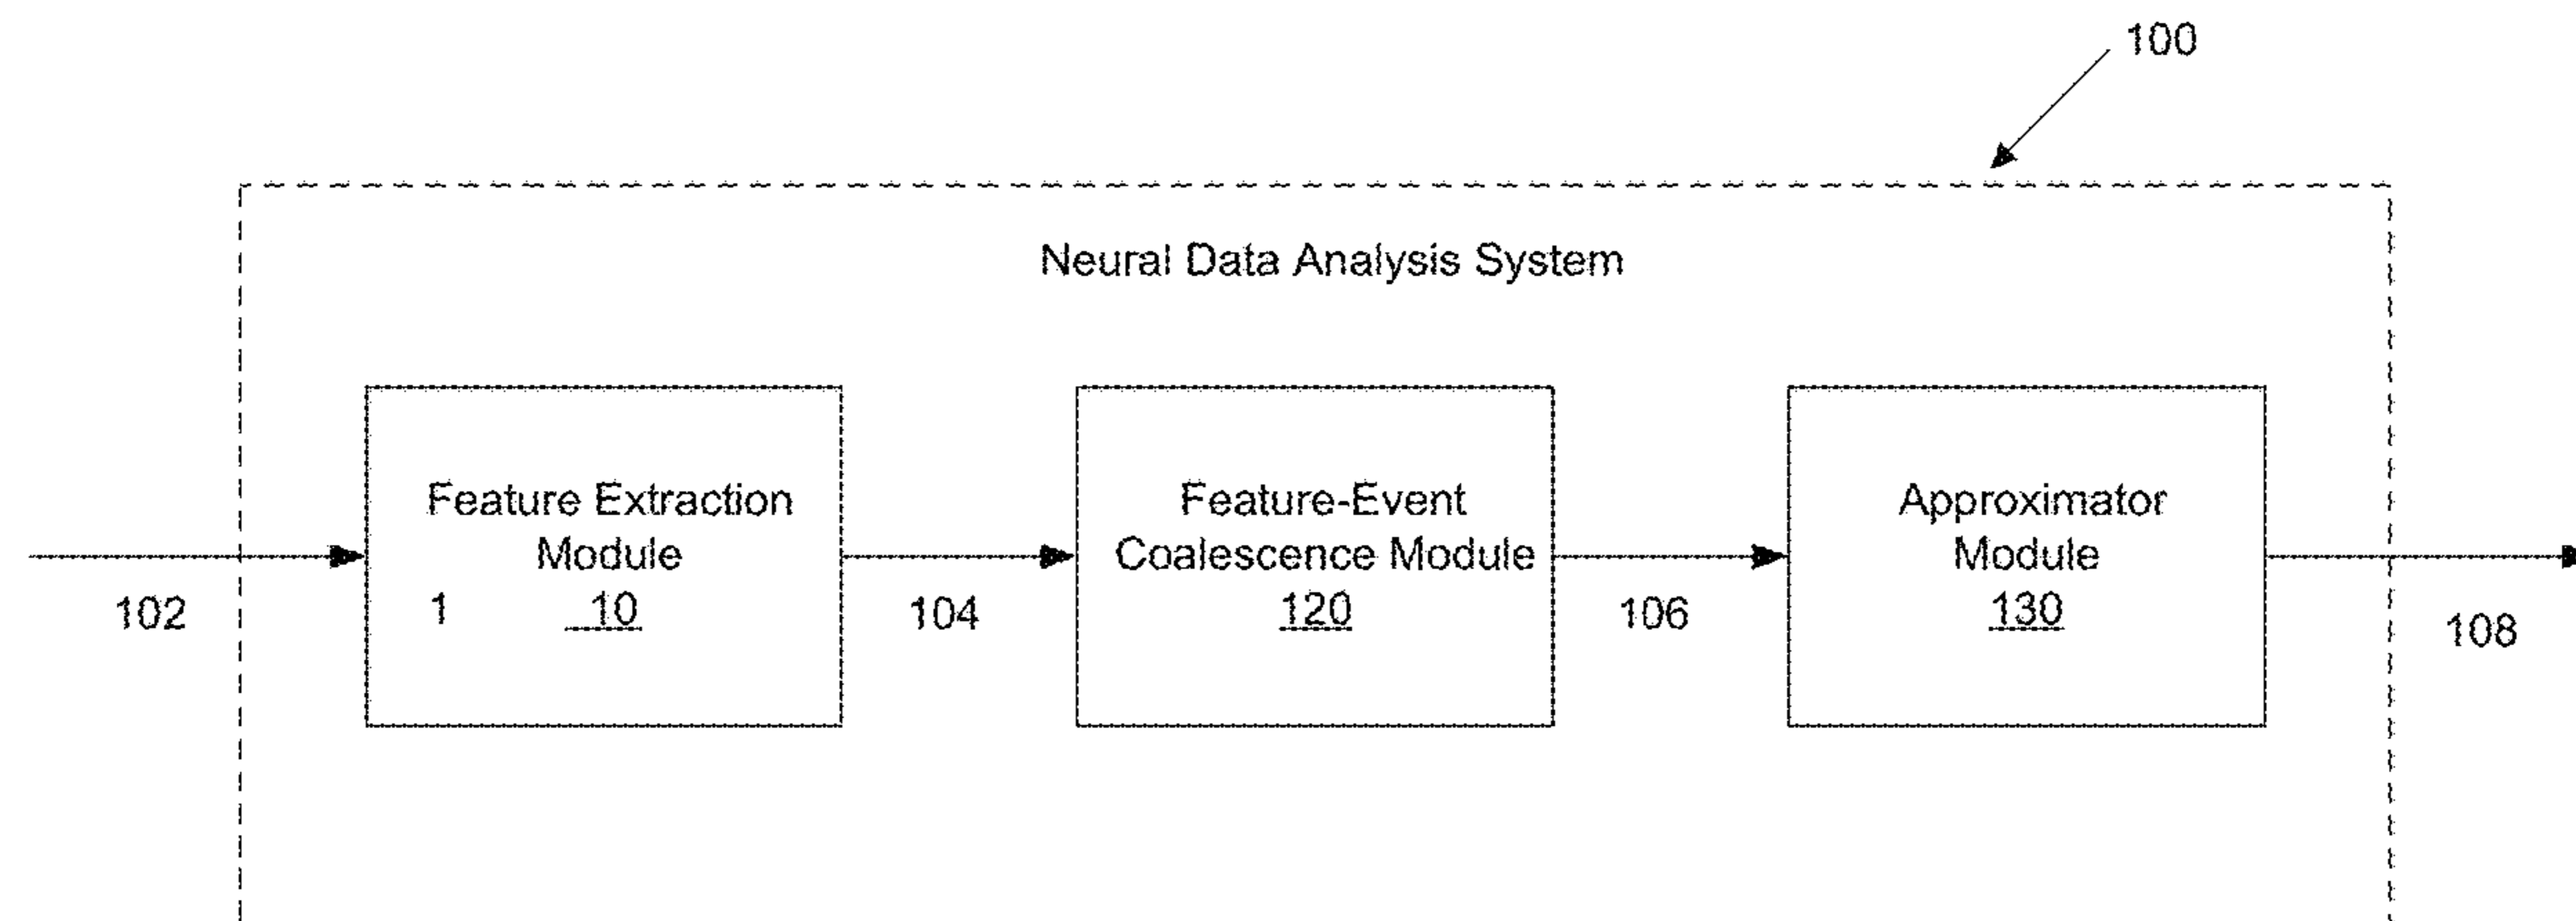 100
Neural Data Analysis System
Feature Extraction
Module
1 10
Feature-Event
Coalescence Module
120
Approximator
Module
130
102
104
106
108